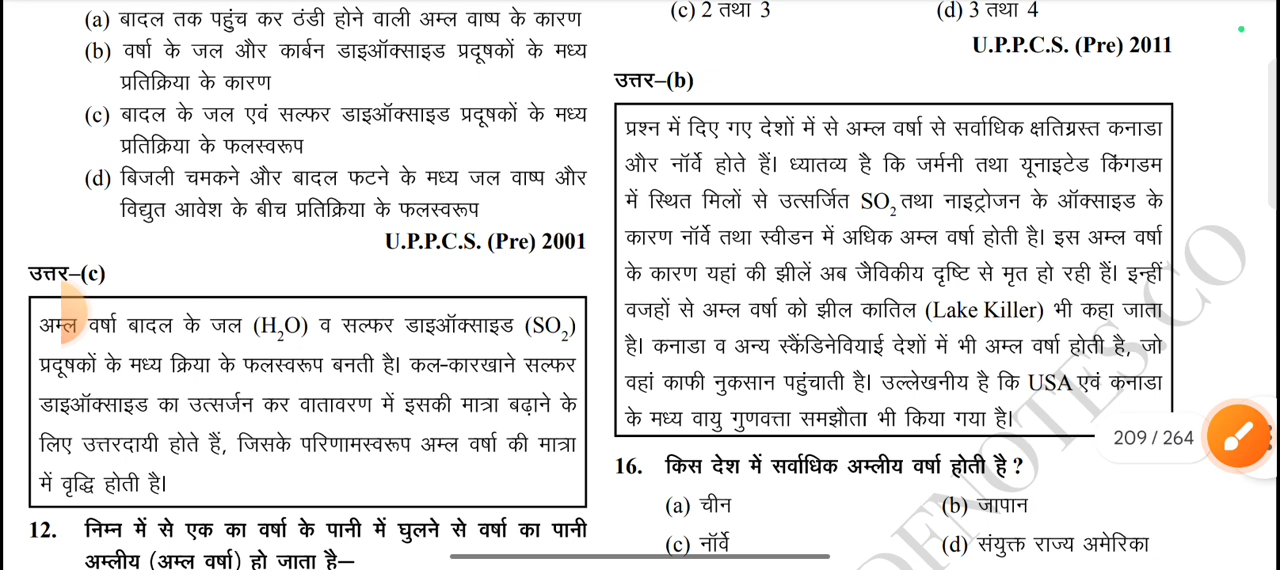 (a) बादल तक पहुंच कर ठंडी होने वाली अम्ल वाष्प के कारण
(b) वर्षा के जल और कार्बन डाइऑक्साइड प्रदूषकों के मध्य
प्रतिक्रिया के कारण
(c) बादल के जल एवं सल्फर डाइऑक्साइड प्रदूषकों के मध्य
प्रतिक्रिया के फलस्वरूप
(d) बिजली चमकने और बादल फटने के मध्य जल वाष्प और
विद्युत आवेश के बीच प्रतिक्रिया के फलस्वरूप
U.P.P.C.S. (Pre) 2001
उत्तर–(c)
अम्ल वर्षा बादल के जल (H₂O) व सल्फर डाइऑक्साइड (SO₂)
प्रदूषकों के मध्य क्रिया के फलस्वरूप बनती है। कल-कारखाने सल्फर
डाइऑक्साइड का उत्सर्जन कर वातावरण में इसकी मात्रा बढ़ाने के
लिए उत्तरदायी होते हैं, जिसके परिणामस्वरूप अम्ल वर्षा की मात्रा
में वृद्धि होती है।
12. निम्न में से एक का वर्षा के पानी में घुलने से वर्षा का पानी
अम्लीय (अम्ल वर्षा) हो जाता है–
(c) 2 तथा 3 (d) 3 तथा 4
U.P.P.C.S. (Pre) 2011
उत्तर–(b)
प्रश्न में दिए गए देशों में से अम्ल वर्षा से सर्वाधिक क्षतिग्रस्त कनाडा
और नॉर्वे होते हैं। ध्यातव्य है कि जर्मनी तथा यूनाइटेड किंगडम
में स्थित मिलों से उत्सर्जित SO₂ तथा नाइट्रोजन के ऑक्साइड के
कारण नॉर्वे तथा स्वीडन में अधिक अम्ल वर्षा होती है। इस अम्ल वर्षा
के कारण यहां की झीलें अब जैविकीय दृष्टि से मृत हो रही हैं। इन्हीं
वजहों से अम्ल वर्षा को झील कातिल (Lake Killer) भी कहा जाता
है। कनाडा व अन्य स्कैंडिनेवियाई देशों में भी अम्ल वर्षा होती है, जो
वहां काफी नुकसान पहुंचाती है। उल्लेखनीय है कि USA एवं कनाडा
के मध्य वायु गुणवत्ता समझौता भी किया गया है।
209 / 264
16. किस देश में सर्वाधिक अम्लीय वर्षा होती है ?
(a) चीन (b) जापान
(c) नॉर्वे (d) संयुक्त राज्य अमेरिका
OFNOTES.CO